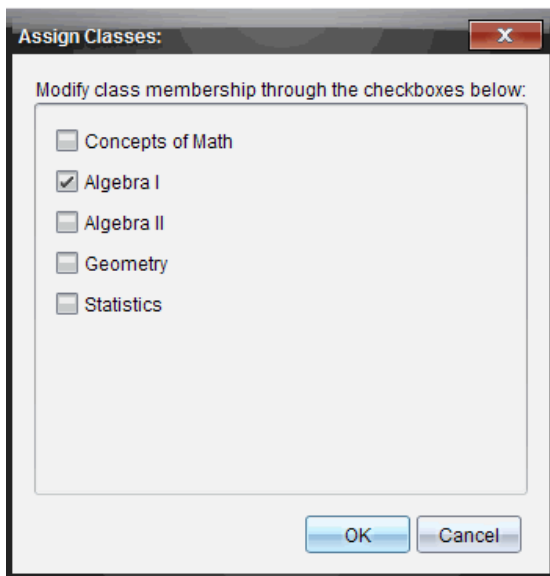 Assign Classes:
Modify class membership through the checkboxes below:
Concepts of Math
Algebra I
Algebra II
Geometry
Statistics
OK Cancel